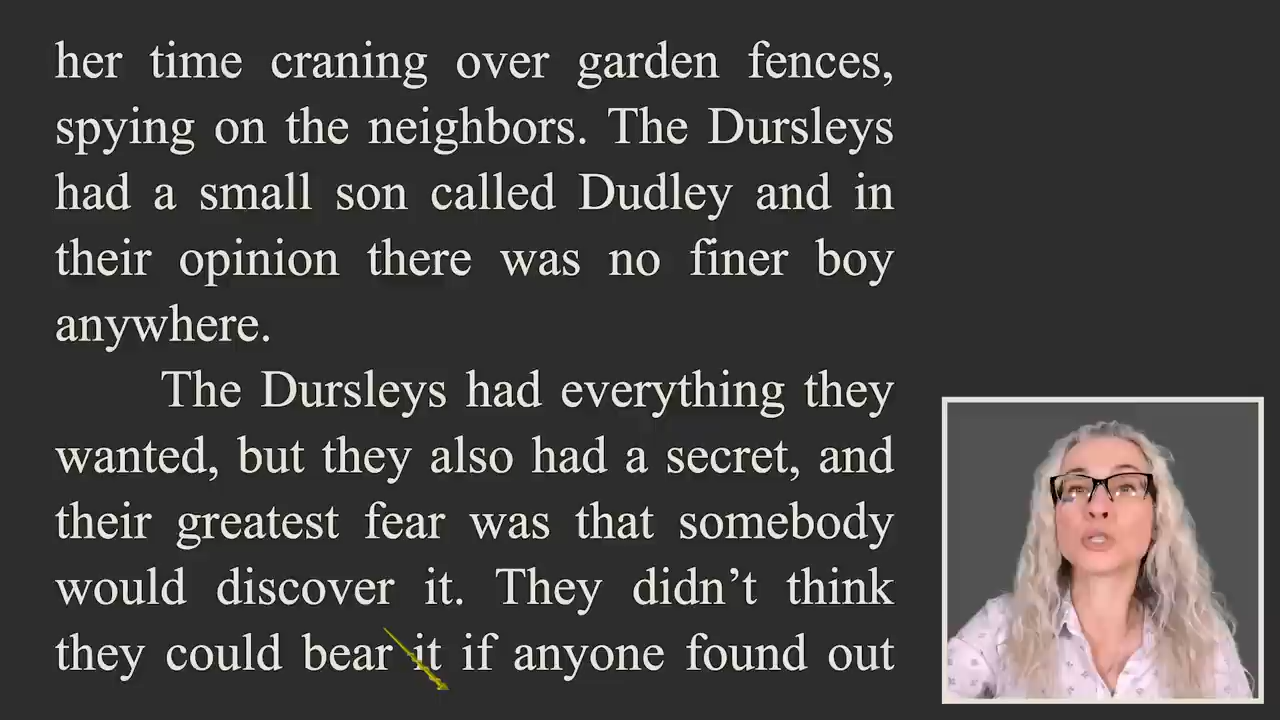 her time craning over garden fences,
spying on the neighbors. The Dursleys
had a small son called Dudley and in
their opinion there was no finer boy
anywhere.
The Dursleys had everything they
wanted, but they also had a secret, and
their greatest fear was that somebody
would discover it. They didn’t think
they could bear it if anyone found out